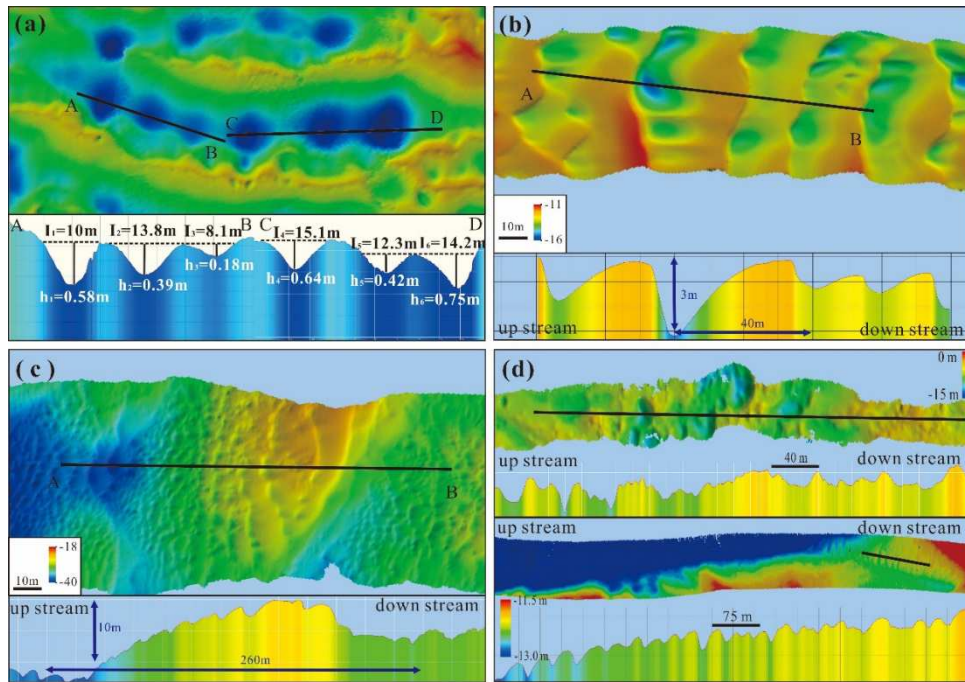 (a)
A
B
C
D
A
B
C
D
I₁=10m
I₂=13.8m
I₃=8.1m
I₄=15.1m
I₅=12.3m
I₆=14.2m
h₁=0.58m
h₂=0.39m
h₃=0.18m
h₄=0.64m
h₅=0.42m
h₆=0.75m
(b)
A
B
-11
-16
10m
3m
40m
up stream
down stream
(c)
A
B
-18
-40
10m
up stream
down stream
10m
260m
(d)
0 m
-15 m
up stream
down stream
40 m
up stream
down stream
-11.5m
-13.0m
75 m